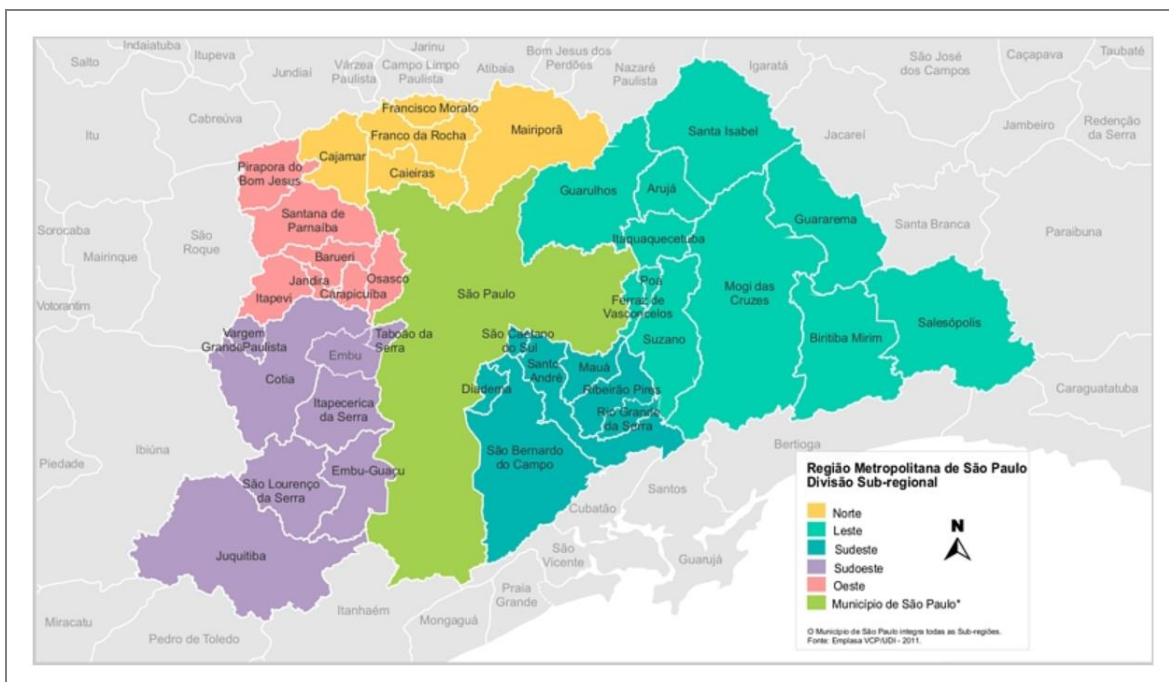 Indaiatuba
Salto
Itupeva
Jundiaí
Várzea
Paulista
Jarinu
Campo Limpo
Paulista
Atibaia
Bom Jesus dos
Perdões
Nazaré
Paulista
Igaratá
São José
dos Campos
Caçapava
Taubaté
Itu
Cabreúva
Francisco Morato
Franco da Rocha
Mairiporã
Santa Isabel
Jacareí
Jambeiro
Redenção
da Serra
Cajamar
Caieiras
Pirapora do
Bom Jesus
Guarulhos
Arujá
Guararema
Santa Branca
Paraibuna
Sorocaba
Mairinque
São
Roque
Santana de
Parnaíba
Itaquaquecetuba
Barueri
Jandira
Osasco
Itapevi
Carapicuíba
São Paulo
Poá
Ferraz de
Vasconcelos
Mogi das
Cruzes
Votorantim
Vargem
Grande Paulista
Taboão da
Serra
Embu
São Caetano
do Sul
Suzano
Biritiba Mirim
Salesópolis
Cotia
Santo
André
Mauá
Diadema
Ribeirão Pires
Caraguatatuba
Itapecerica
da Serra
Rio Grande
da Serra
Ibiúna
Piedade
São Bernardo
do Campo
Bertioga
Embu-Guaçu
São Lourenço
da Serra
Santos
Cubatão
Juquitiba
São
Vicente
Guarujá
Praia
Grande
Itanhaém
Mongaguá
Miracatu
Pedro de Toledo
Região Metropolitana de São Paulo
Divisão Sub-regional
Norte
Leste
Sudeste
Sudoeste
Oeste
Município de São Paulo*
N
O Município de São Paulo integra todas as Sub-regiões.
Fonte: Emplasa VCP/UDI - 2011.